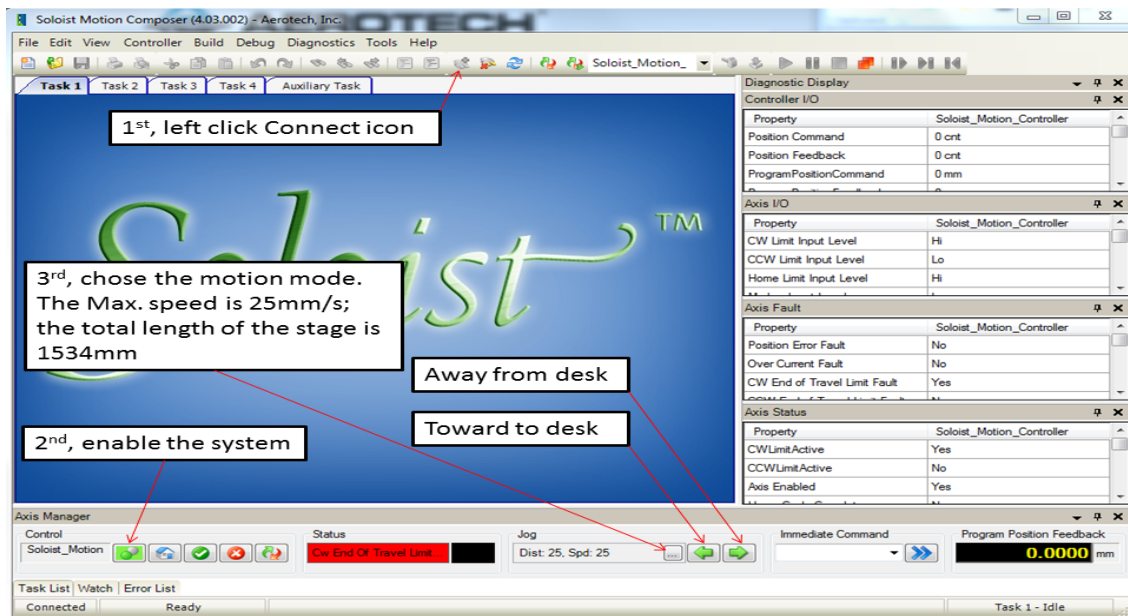 Soloist Motion Composer (4.03.002) - Aerotech, Inc.
AEROTECH
File Edit View Controller Build Debug Diagnostics Tools Help
Soloist_Motion_
Task 1 Task 2 Task 3 Task 4 Auxiliary Task
1st, left click Connect icon
Soloist TM
3rd, chose the motion mode.
The Max. speed is 25mm/s;
the total length of the stage is
1534mm
Away from desk
Toward to desk
2nd, enable the system
Diagnostic Display
Controller I/O
Property Soloist_Motion_Controller
Position Command 0 cnt
Position Feedback 0 cnt
ProgramPositionCommand 0 mm
Axis I/O
Property Soloist_Motion_Controller
CW Limit Input Level Hi
CCW Limit Input Level Lo
Home Limit Input Level Hi
Axis Fault
Property Soloist_Motion_Controller
Position Error Fault No
Over Current Fault No
CW End of Travel Limit Fault Yes
Axis Status
Property Soloist_Motion_Controller
CWLimitActive Yes
CCWLimitActive No
Axis Enabled Yes
Axis Manager
Control Status Jog Immediate Command Program Position Feedback
Soloist_Motion Cw End Of Travel Limit... Dist: 25, Spd: 25 ... 0.0000 mm
Task List Watch Error List
Connected Ready Task 1 - Idle